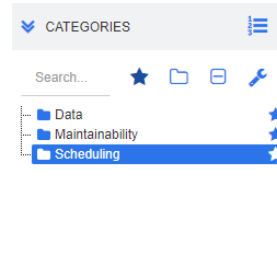 CATEGORIES
Search...
Data
Maintainability
Scheduling